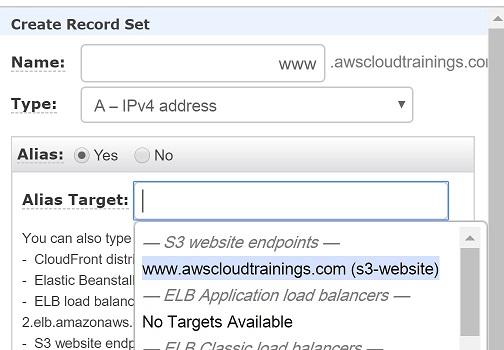 Create Record Set
Name: www .awscloudtrainings.co
Type: A – IPv4 address
Alias: Yes No
Alias Target:
You can also type
— S3 website endpoints —
- CloudFront distri
www.awscloudtrainings.com (s3-website)
- Elastic Beanstall
— ELB Application load balancers —
- ELB load balanc
2.elb.amazonaws.
No Targets Available
- S3 website endp
— ELB Classic load balancers —